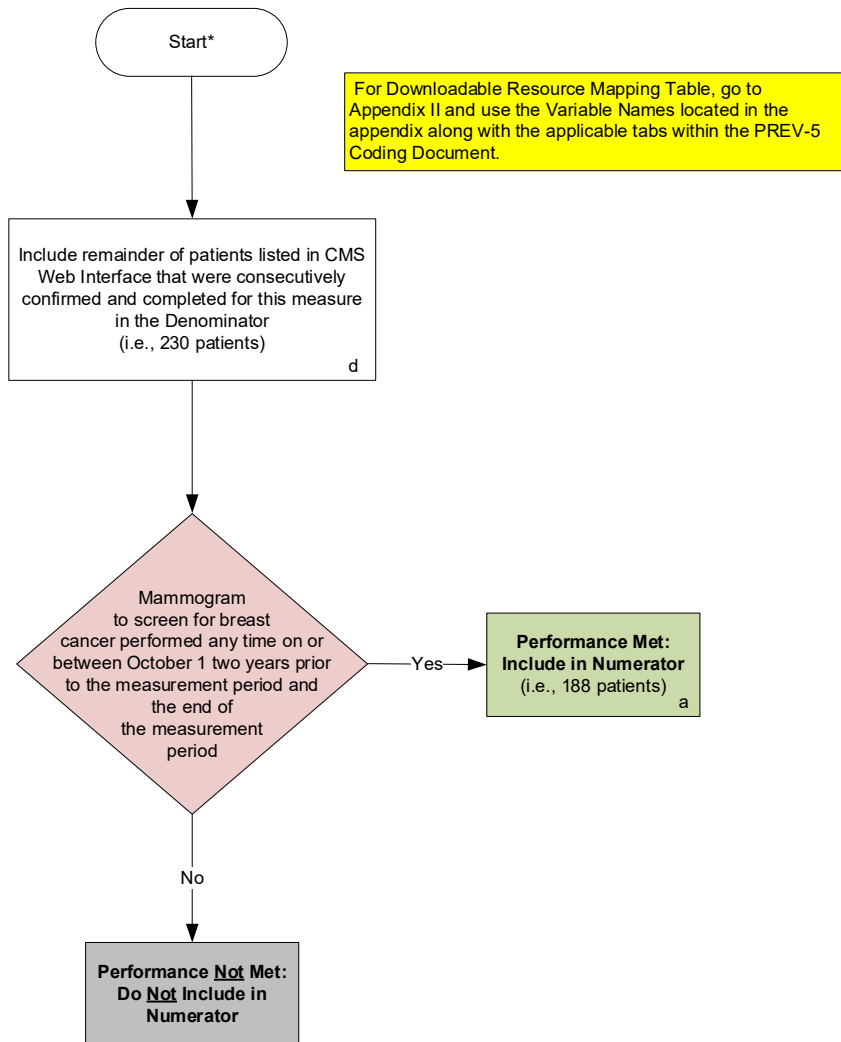 Start*
For Downloadable Resource Mapping Table, go to
Appendix II and use the Variable Names located in the
appendix along with the applicable tabs within the PREV-5
Coding Document.
Include remainder of patients listed in CMS
Web Interface that were consecutively
confirmed and completed for this measure
in the Denominator
(i.e., 230 patients)
d
Mammogram
to screen for breast
cancer performed any time on or
between October 1 two years prior
to the measurement period and
the end of
the measurement
period
Yes
Performance Met:
Include in Numerator
(i.e., 188 patients)
a
No
Performance Not Met:
Do Not Include in
Numerator